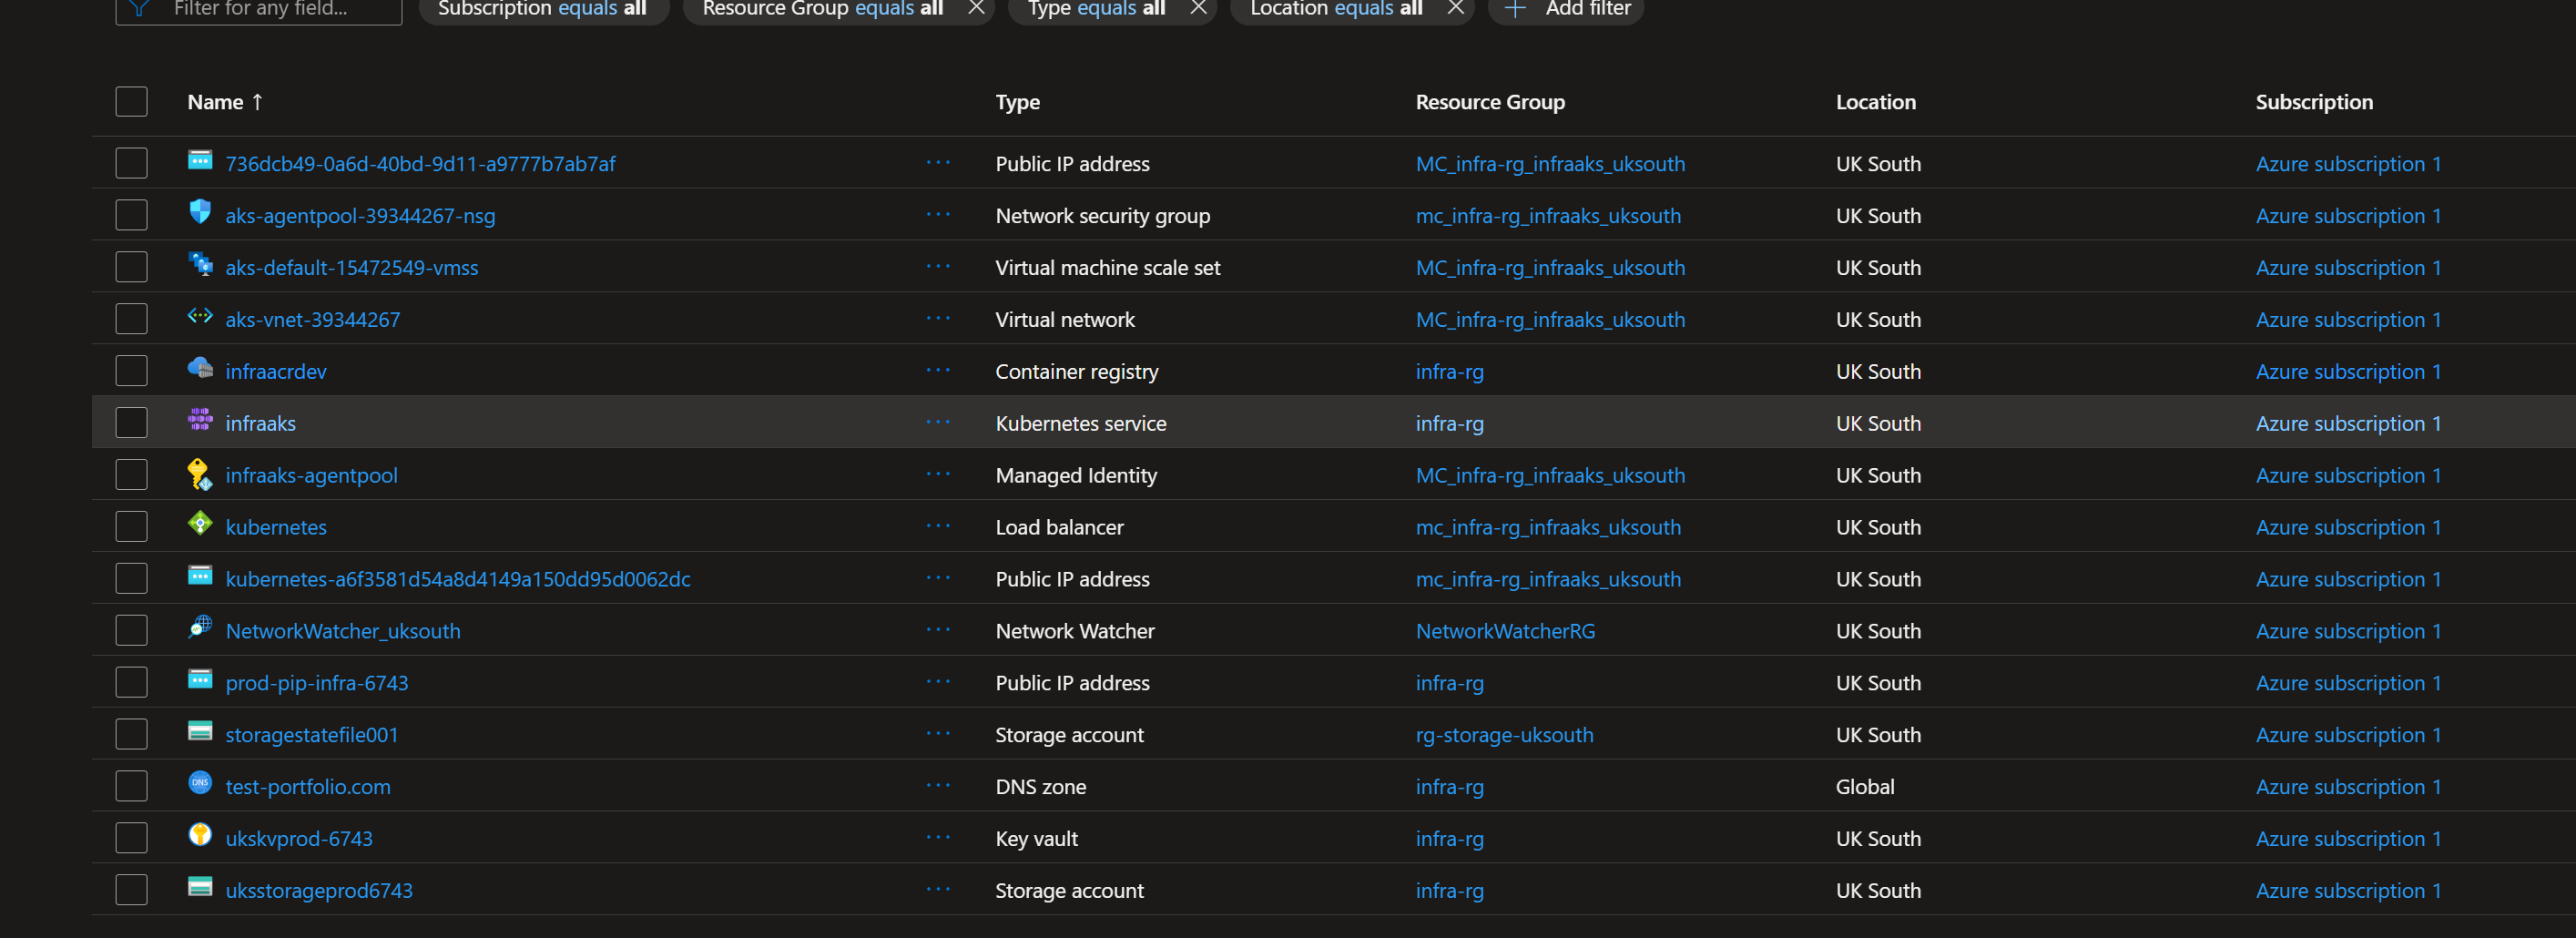 Filter for any field... Subscription equals all Resource Group equals all Type equals all Location equals all Add filter
Name ↑ Type Resource Group Location Subscription
736dcb49-0a6d-40bd-9d11-a9777b7ab7af ··· Public IP address MC_infra-rg_infraaks_uksouth UK South Azure subscription 1
aks-agentpool-39344267-nsg ··· Network security group mc_infra-rg_infraaks_uksouth UK South Azure subscription 1
aks-default-15472549-vmss ··· Virtual machine scale set MC_infra-rg_infraaks_uksouth UK South Azure subscription 1
aks-vnet-39344267 ··· Virtual network MC_infra-rg_infraaks_uksouth UK South Azure subscription 1
infraacrdev ··· Container registry infra-rg UK South Azure subscription 1
infraaks ··· Kubernetes service infra-rg UK South Azure subscription 1
infraaks-agentpool ··· Managed Identity MC_infra-rg_infraaks_uksouth UK South Azure subscription 1
kubernetes ··· Load balancer mc_infra-rg_infraaks_uksouth UK South Azure subscription 1
kubernetes-a6f3581d54a8d4149a150dd95d0062dc ··· Public IP address mc_infra-rg_infraaks_uksouth UK South Azure subscription 1
NetworkWatcher_uksouth ··· Network Watcher NetworkWatcherRG UK South Azure subscription 1
prod-pip-infra-6743 ··· Public IP address infra-rg UK South Azure subscription 1
storagestatefile001 ··· Storage account rg-storage-uksouth UK South Azure subscription 1
DNS test-portfolio.com ··· DNS zone infra-rg Global Azure subscription 1
ukskvprod-6743 ··· Key vault infra-rg UK South Azure subscription 1
uksstorageprod6743 ··· Storage account infra-rg UK South Azure subscription 1